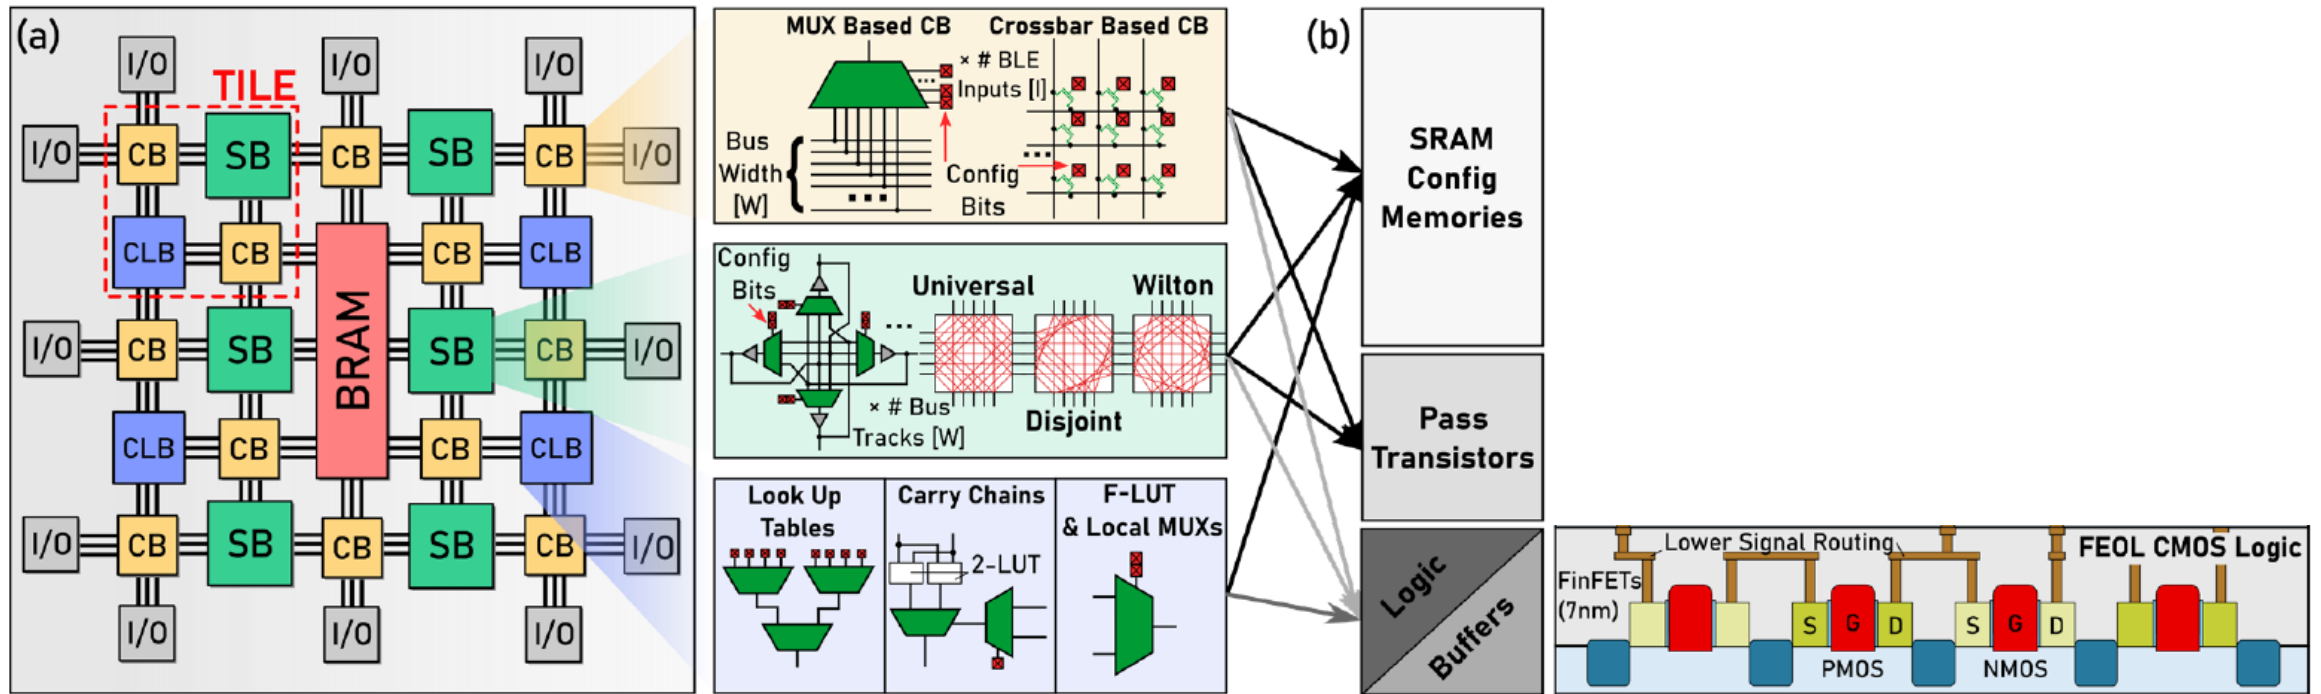 (a)
I/O I/O I/O
TILE
I/O CB SB CB SB CB I/O
CLB CB CB CLB
I/O CB SB BRAM SB CB I/O
CLB CB CB CLB
I/O CB SB CB SB CB I/O
I/O I/O I/O
MUX Based CB
Crossbar Based CB
× # BLE
Inputs [I]
Bus
Width
[W]
Config
Bits
Config
Bits
Universal
Wilton
Disjoint
× # Bus
Tracks [W]
Look Up
Tables
Carry Chains
2-LUT
F-LUT
& Local MUXs
(b)
SRAM
Config
Memories
Pass
Transistors
Logic
Buffers
Lower Signal Routing
FEOL CMOS Logic
FinFETs
(7nm)
S G D S G D
PMOS NMOS